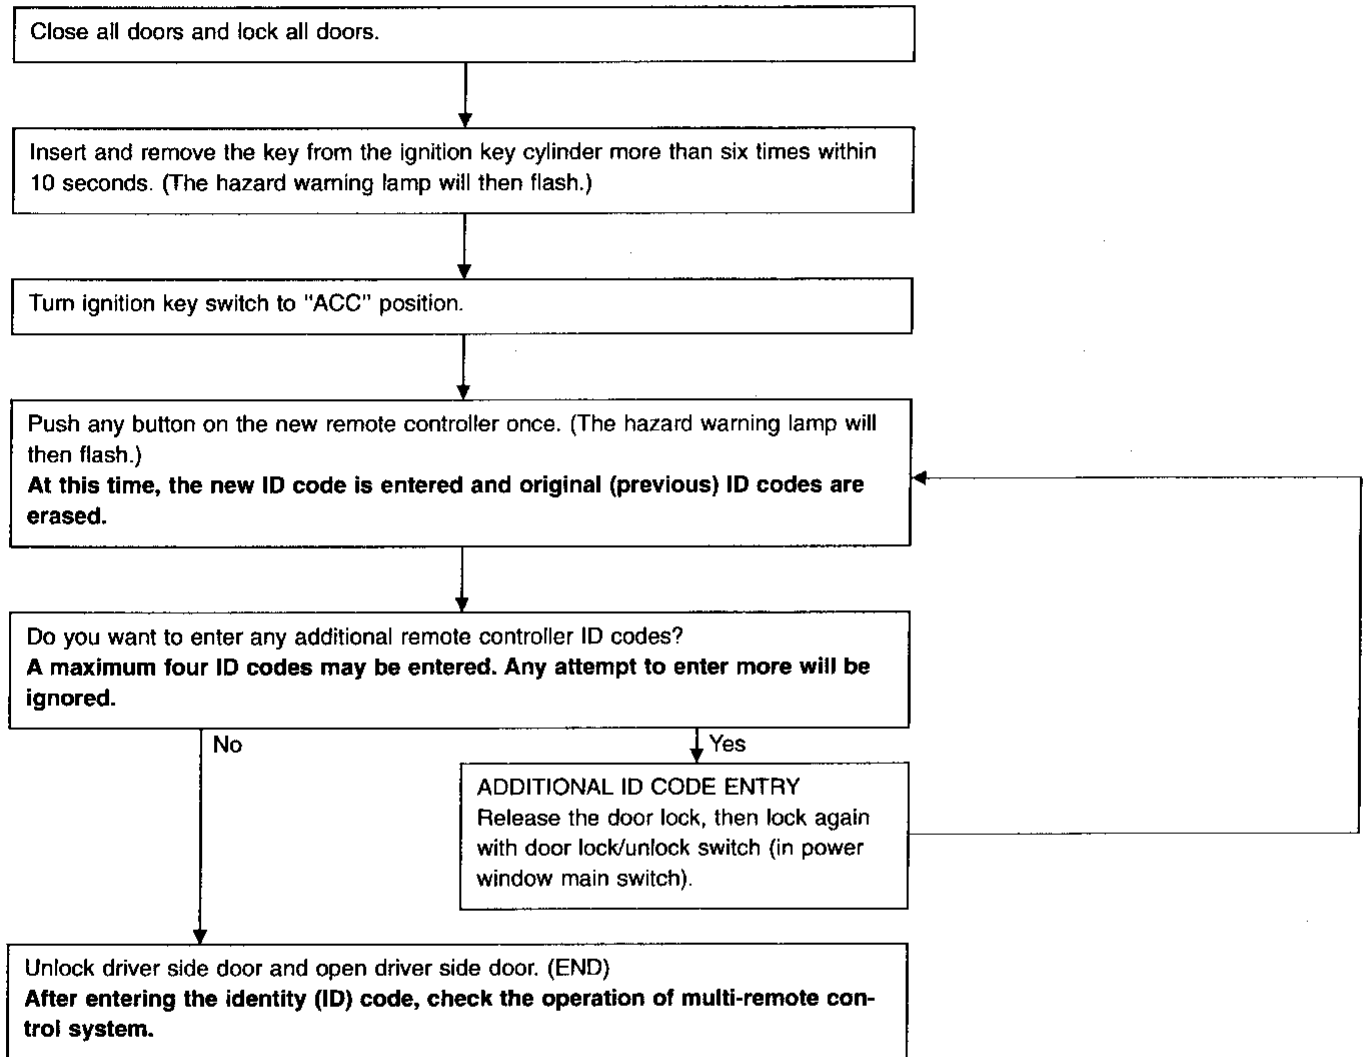 Close all doors and lock all doors.
Insert and remove the key from the ignition key cylinder more than six times within
10 seconds. (The hazard warning lamp will then flash.)
Turn ignition key switch to "ACC" position.
Push any button on the new remote controller once. (The hazard warning lamp will
then flash.)
At this time, the new ID code is entered and original (previous) ID codes are
erased.
Do you want to enter any additional remote controller ID codes?
A maximum four ID codes may be entered. Any attempt to enter more will be
ignored.
No
Yes
ADDITIONAL ID CODE ENTRY
Release the door lock, then lock again
with door lock/unlock switch (in power
window main switch).
Unlock driver side door and open driver side door. (END)
After entering the identity (ID) code, check the operation of multi-remote con-
trol system.